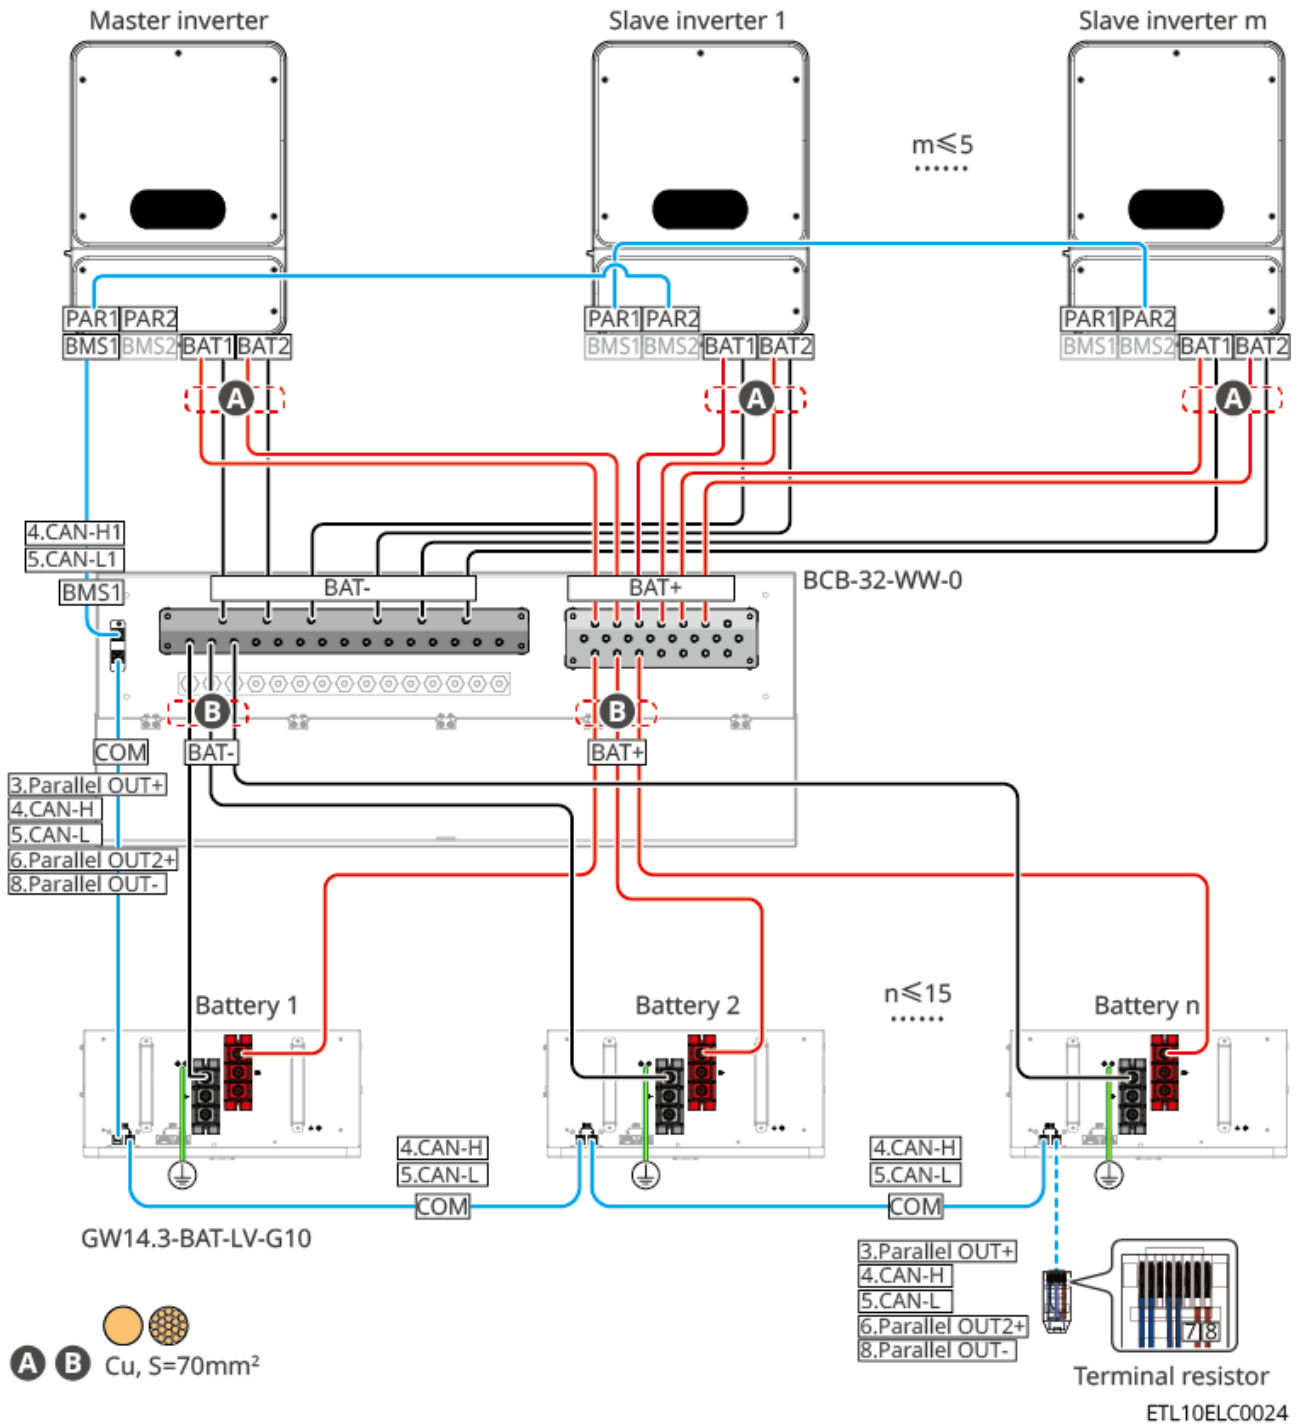 Master inverter
Slave inverter 1
Slave inverter m
m≤5
······
PAR1 PAR2
BMS1 BMS2 BAT1 BAT2
PAR1 PAR2
BMS1 BMS2 BAT1 BAT2
PAR1 PAR2
BMS1 BMS2 BAT1 BAT2
A
A
A
4.CAN-H1
5.CAN-L1
BMS1
BAT-
BAT+
BCB-32-WW-0
B
B
COM
BAT-
BAT+
3.Parallel OUT+
4.CAN-H
5.CAN-L
6.Parallel OUT2+
8.Parallel OUT-
Battery 1
Battery 2
n≤15
······
Battery n
4.CAN-H
5.CAN-L
COM
4.CAN-H
5.CAN-L
COM
GW14.3-BAT-LV-G10
3.Parallel OUT+
4.CAN-H
5.CAN-L
6.Parallel OUT2+
8.Parallel OUT-
7 8
Terminal resistor
A B Cu, S=70mm²
ETL10ELC0024